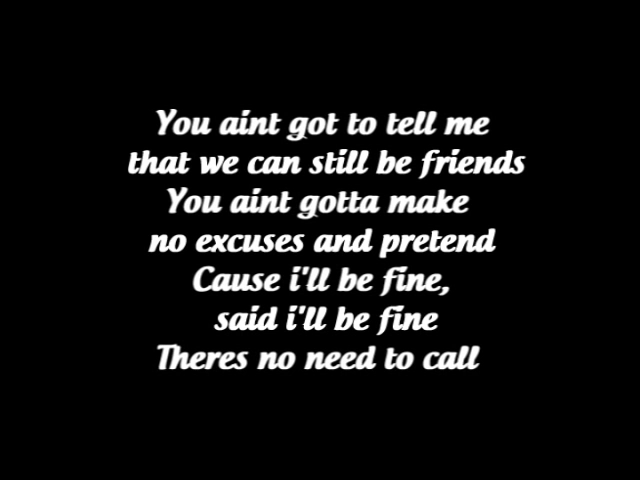 You aint got to tell me
that we can still be friends
You aint gotta make
no excuses and pretend
Cause i'll be fine,
said i'll be fine
Theres no need to call